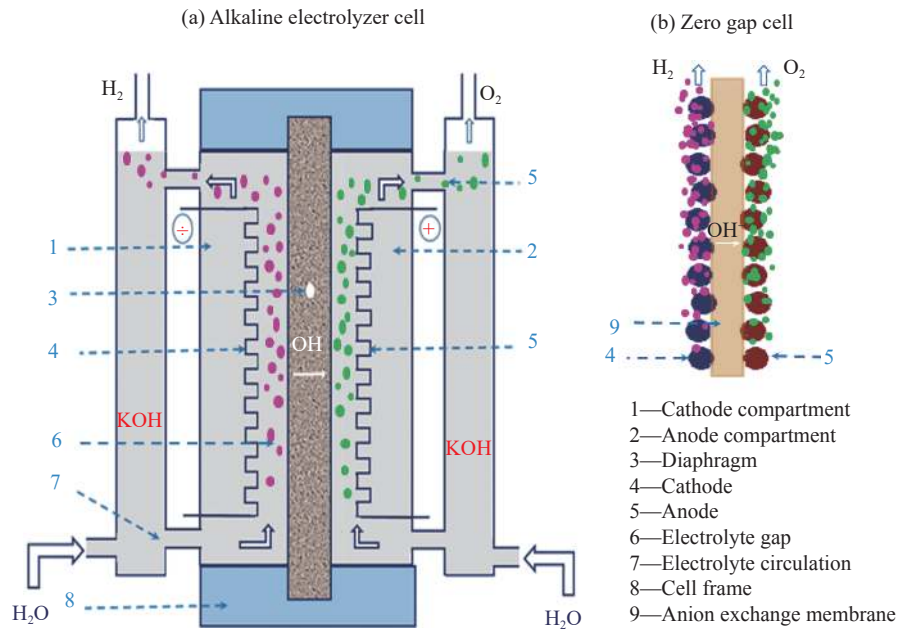 (a) Alkaline electrolyzer cell
(b) Zero gap cell
H2
O2
H2
O2
5
÷
+
1
2
3
OH
OH
4
5
9
4
5
KOH
KOH
6
7
H2O
8
H2O
1—Cathode compartment
2—Anode compartment
3—Diaphragm
4—Cathode
5—Anode
6—Electrolyte gap
7—Electrolyte circulation
8—Cell frame
9—Anion exchange membrane